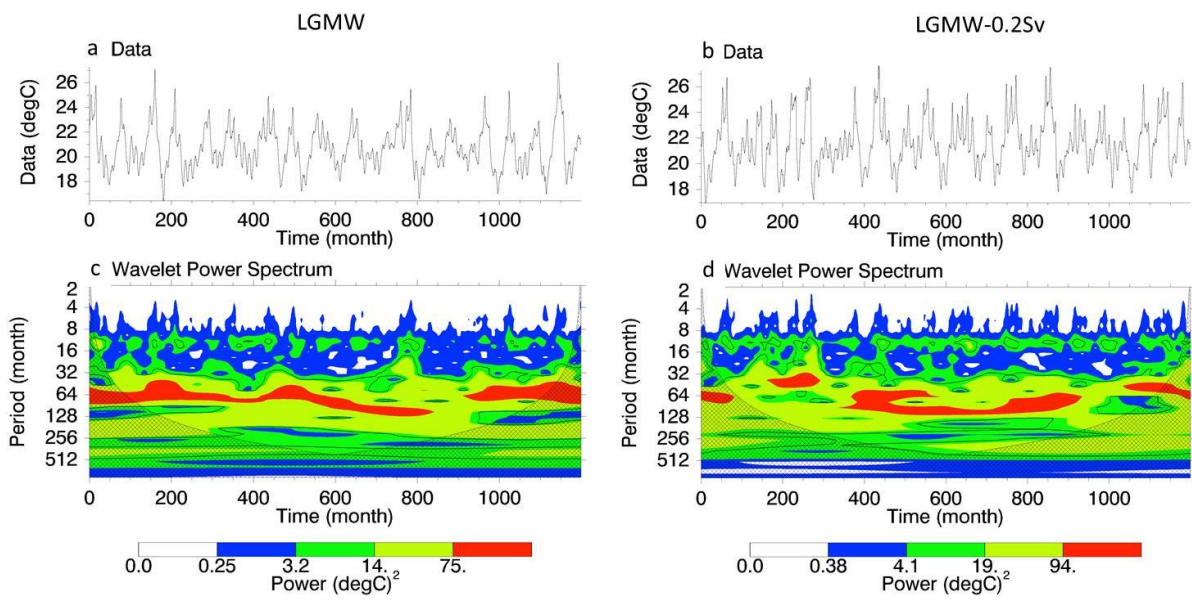 LGMW
LGMW-0.2Sv
a Data
b Data
Data (degC)
26
24
22
20
18
0 200 400 600 800 1000
Time (month)
Data (degC)
26
24
22
20
18
0 200 400 600 800 1000
Time (month)
c Wavelet Power Spectrum
d Wavelet Power Spectrum
Period (month)
2
4
8
16
32
64
128
256
512
0 200 400 600 800 1000
Time (month)
Period (month)
2
4
8
16
32
64
128
256
512
0 200 400 600 800 1000
Time (month)
0.0 0.25 3.2 14. 75.
Power (degC)²
0.0 0.38 4.1 19. 94.
Power (degC)²